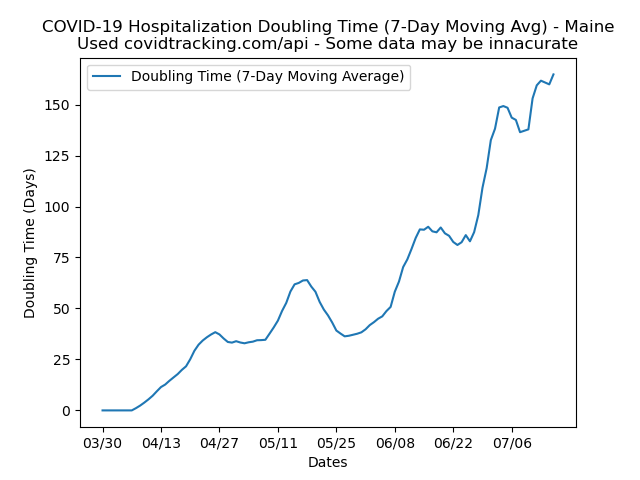 COVID-19 Hospitalization Doubling Time (7-Day Moving Avg) - Maine
Used covidtracking.com/api - Some data may be innacurate
Doubling Time (7-Day Moving Average)
150
125
100
75
50
25
0
Doubling Time (Days)
03/30 04/13 04/27 05/11 05/25 06/08 06/22 07/06
Dates